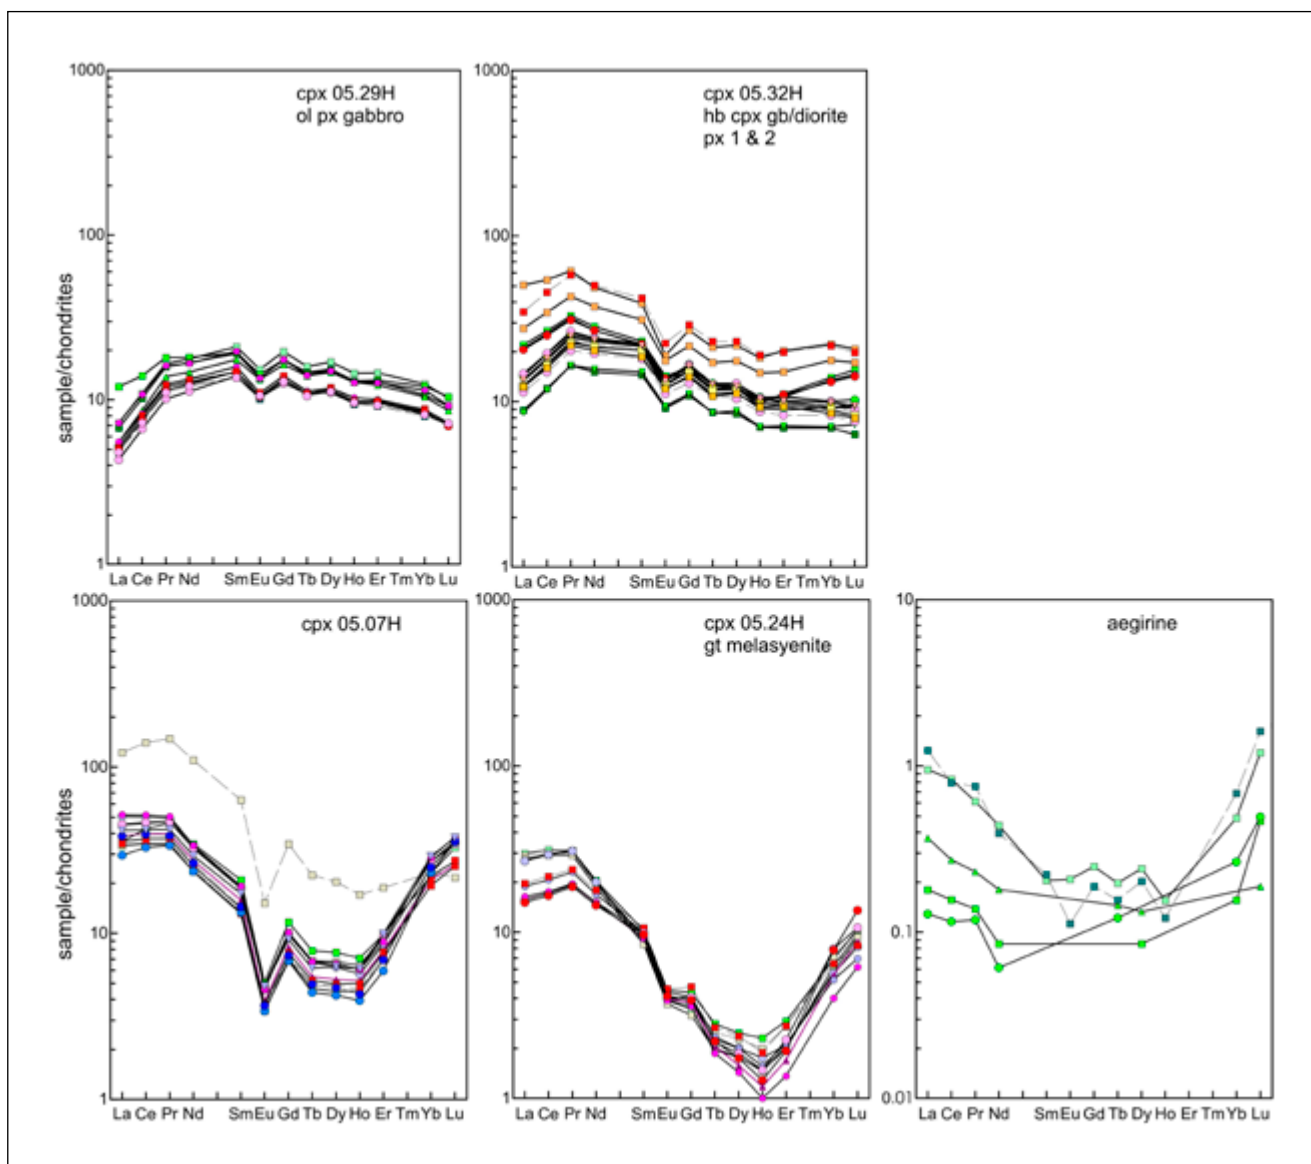 1000
100
10
1
sample/chondrites
cpx 05.29H
ol px gabbro
La Ce Pr Nd Sm Eu Gd Tb Dy Ho Er Tm Yb Lu
1000
100
10
1
cpx 05.32H
hb cpx gb/diorite
px 1 & 2
La Ce Pr Nd Sm Eu Gd Tb Dy Ho Er Tm Yb Lu
1000
100
10
1
sample/chondrites
cpx 05.07H
La Ce Pr Nd Sm Eu Gd Tb Dy Ho Er Tm Yb Lu
1000
100
10
1
cpx 05.24H
gt melasyenite
La Ce Pr Nd Sm Eu Gd Tb Dy Ho Er Tm Yb Lu
10
1
0.1
0.01
aegirine
La Ce Pr Nd Sm Eu Gd Tb Dy Ho Er Tm Yb Lu